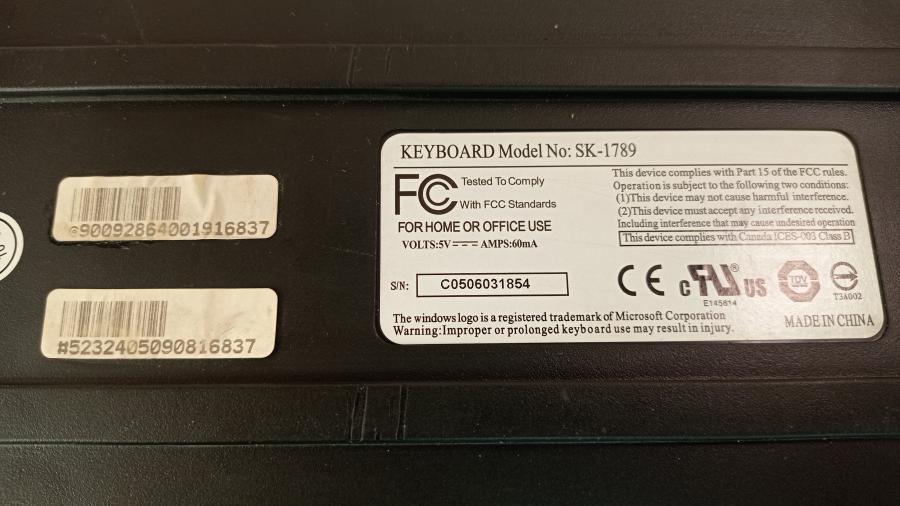 G90092864001916837
#5232405090816837
KEYBOARD Model No: SK-1789
FC Tested To Comply
With FCC Standards
FOR HOME OR OFFICE USE
VOLTS:5V AMPS:60mA
This device complies with Part 15 of the FCC rules.
Operation is subject to the following two conditions:
(1)This device may not cause harmful interference.
(2)This device must accept any interference received.
Including interference that may cause undesired operation
This device complies with Canada ICES-003 Class B
S/N: C0506031854
CE c RU® US TÜV
E145614 T3A002
The windows logo is a registered trademark of Microsoft Corporation
Warning:Improper or prolonged keyboard use may result in injury.
MADE IN CHINA